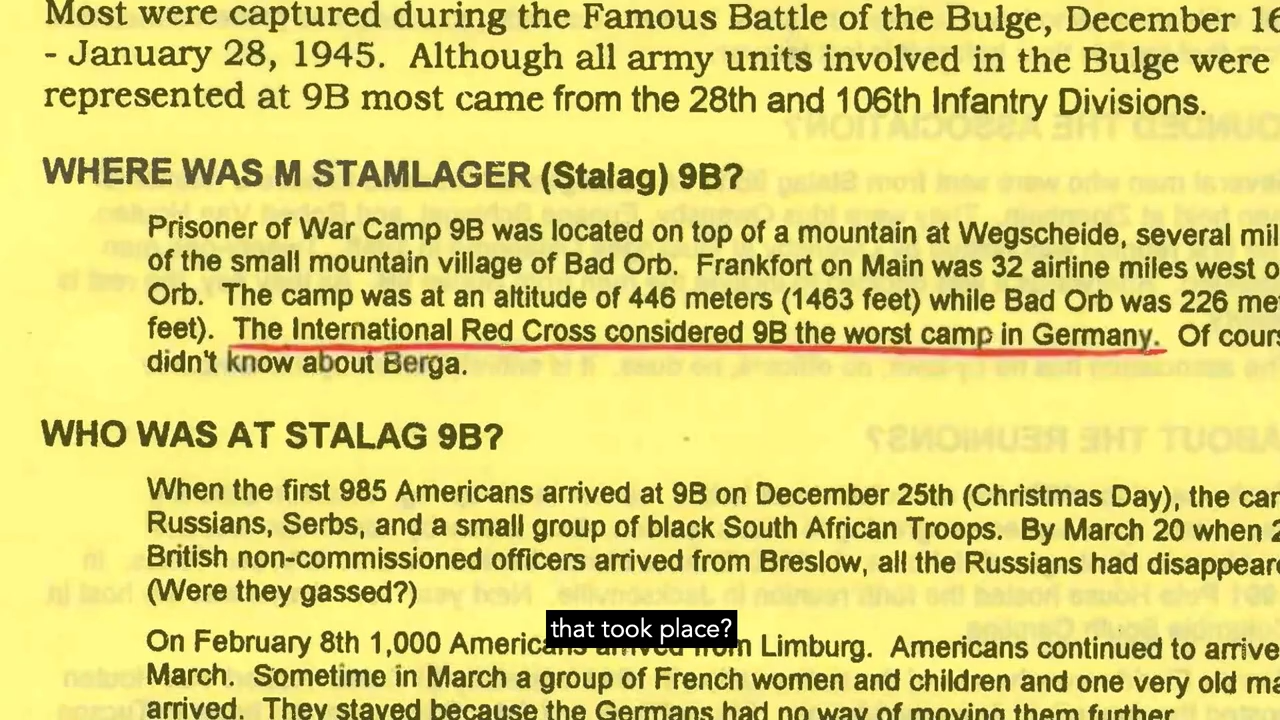 Most were captured during the Famous Battle of the Bulge, December 16
- January 28, 1945. Although all army units involved in the Bulge were
represented at 9B most came from the 28th and 106th Infantry Divisions.
WHERE WAS M STAMLAGER (Stalag) 9B?
Prisoner of War Camp 9B was located on top of a mountain at Wegscheide, several mil
of the small mountain village of Bad Orb. Frankfort on Main was 32 airline miles west o
Orb. The camp was at an altitude of 446 meters (1463 feet) while Bad Orb was 226 me
feet). The International Red Cross considered 9B the worst camp in Germany. Of cours
didn't know about Berga.
WHO WAS AT STALAG 9B?
When the first 985 Americans arrived at 9B on December 25th (Christmas Day), the ca
Russians, Serbs, and a small group of black South African Troops. By March 20 when 2
British non-commissioned officers arrived from Breslow, all the Russians had disappeare
(Were they gassed?)
that took place?
On February 8th 1,000 Americans arrived from Limburg. Americans continued to arrive
March. Sometime in March a group of French women and children and one very old ma
arrived. They stayed because the Germans had no way of moving them further